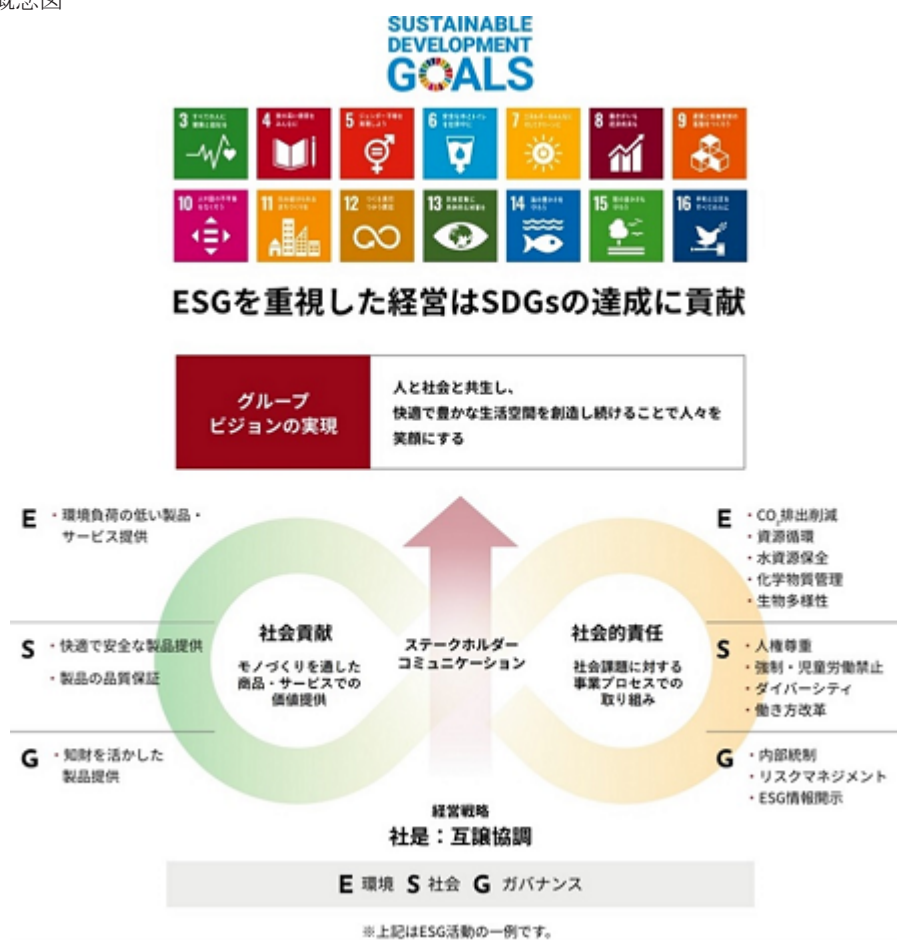 概念図
SUSTAINABLE
DEVELOPMENT
GOALS
3
4
5
6
7
8
9
10
11
12
13
14
15
16
ESGを重視した経営はSDGsの達成に貢献
グループ
ビジョンの実現
人と社会と共生し、
快適で豊かな生活空間を創造し続けることで人々を
笑顔にする
E
・環境負荷の低い製品・
サービス提供
S
・快適で安全な製品提供
・製品の品質保証
G
・知財を活かした
製品提供
社会貢献
モノづくりを通した
商品・サービスでの
価値提供
ステークホルダー
コミュニケーション
社会的責任
社会課題に対する
事業プロセスでの
取り組み
E
・CO2排出削減
・資源循環
・水資源保全
・化学物質管理
・生物多様性
S
・人権尊重
・強制・児童労働禁止
・ダイバーシティ
・働き方改革
G
・内部統制
・リスクマネジメント
・ESG情報開示
経営戦略
社是：互譲協調
E 環境 S 社会 G ガバナンス
※上記はESG活動の一例です。